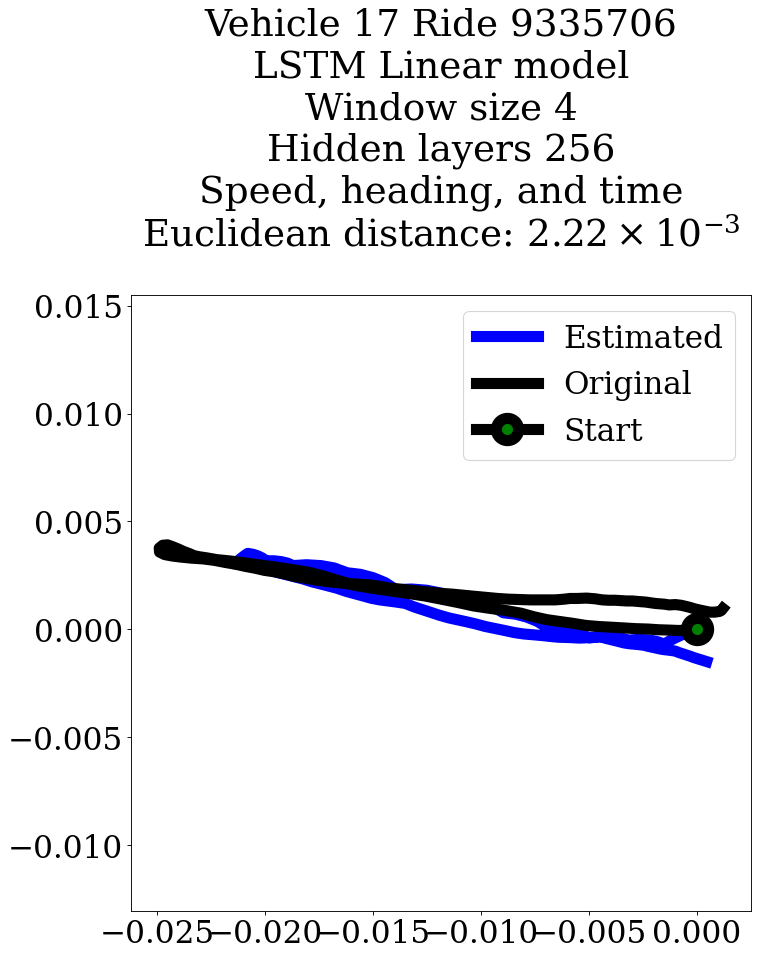 Vehicle 17 Ride 9335706
LSTM Linear model
Window size 4
Hidden layers 256
Speed, heading, and time
Euclidean distance: 2.22 × 10⁻³
Estimated
Original
Start
0.015
0.010
0.005
0.000
−0.005
−0.010
−0.025 −0.020 −0.015 −0.010 −0.005 0.000